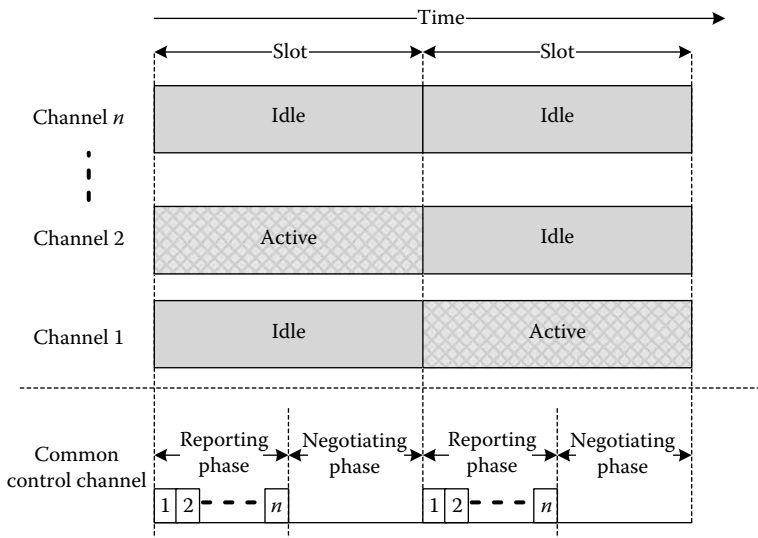 Time
Slot Slot
Channel n Idle Idle
Channel 2 Active Idle
Channel 1 Idle Active
Common
control channel
Reporting
phase
Negotiating
phase
Reporting
phase
Negotiating
phase
1 2 n 1 2 n